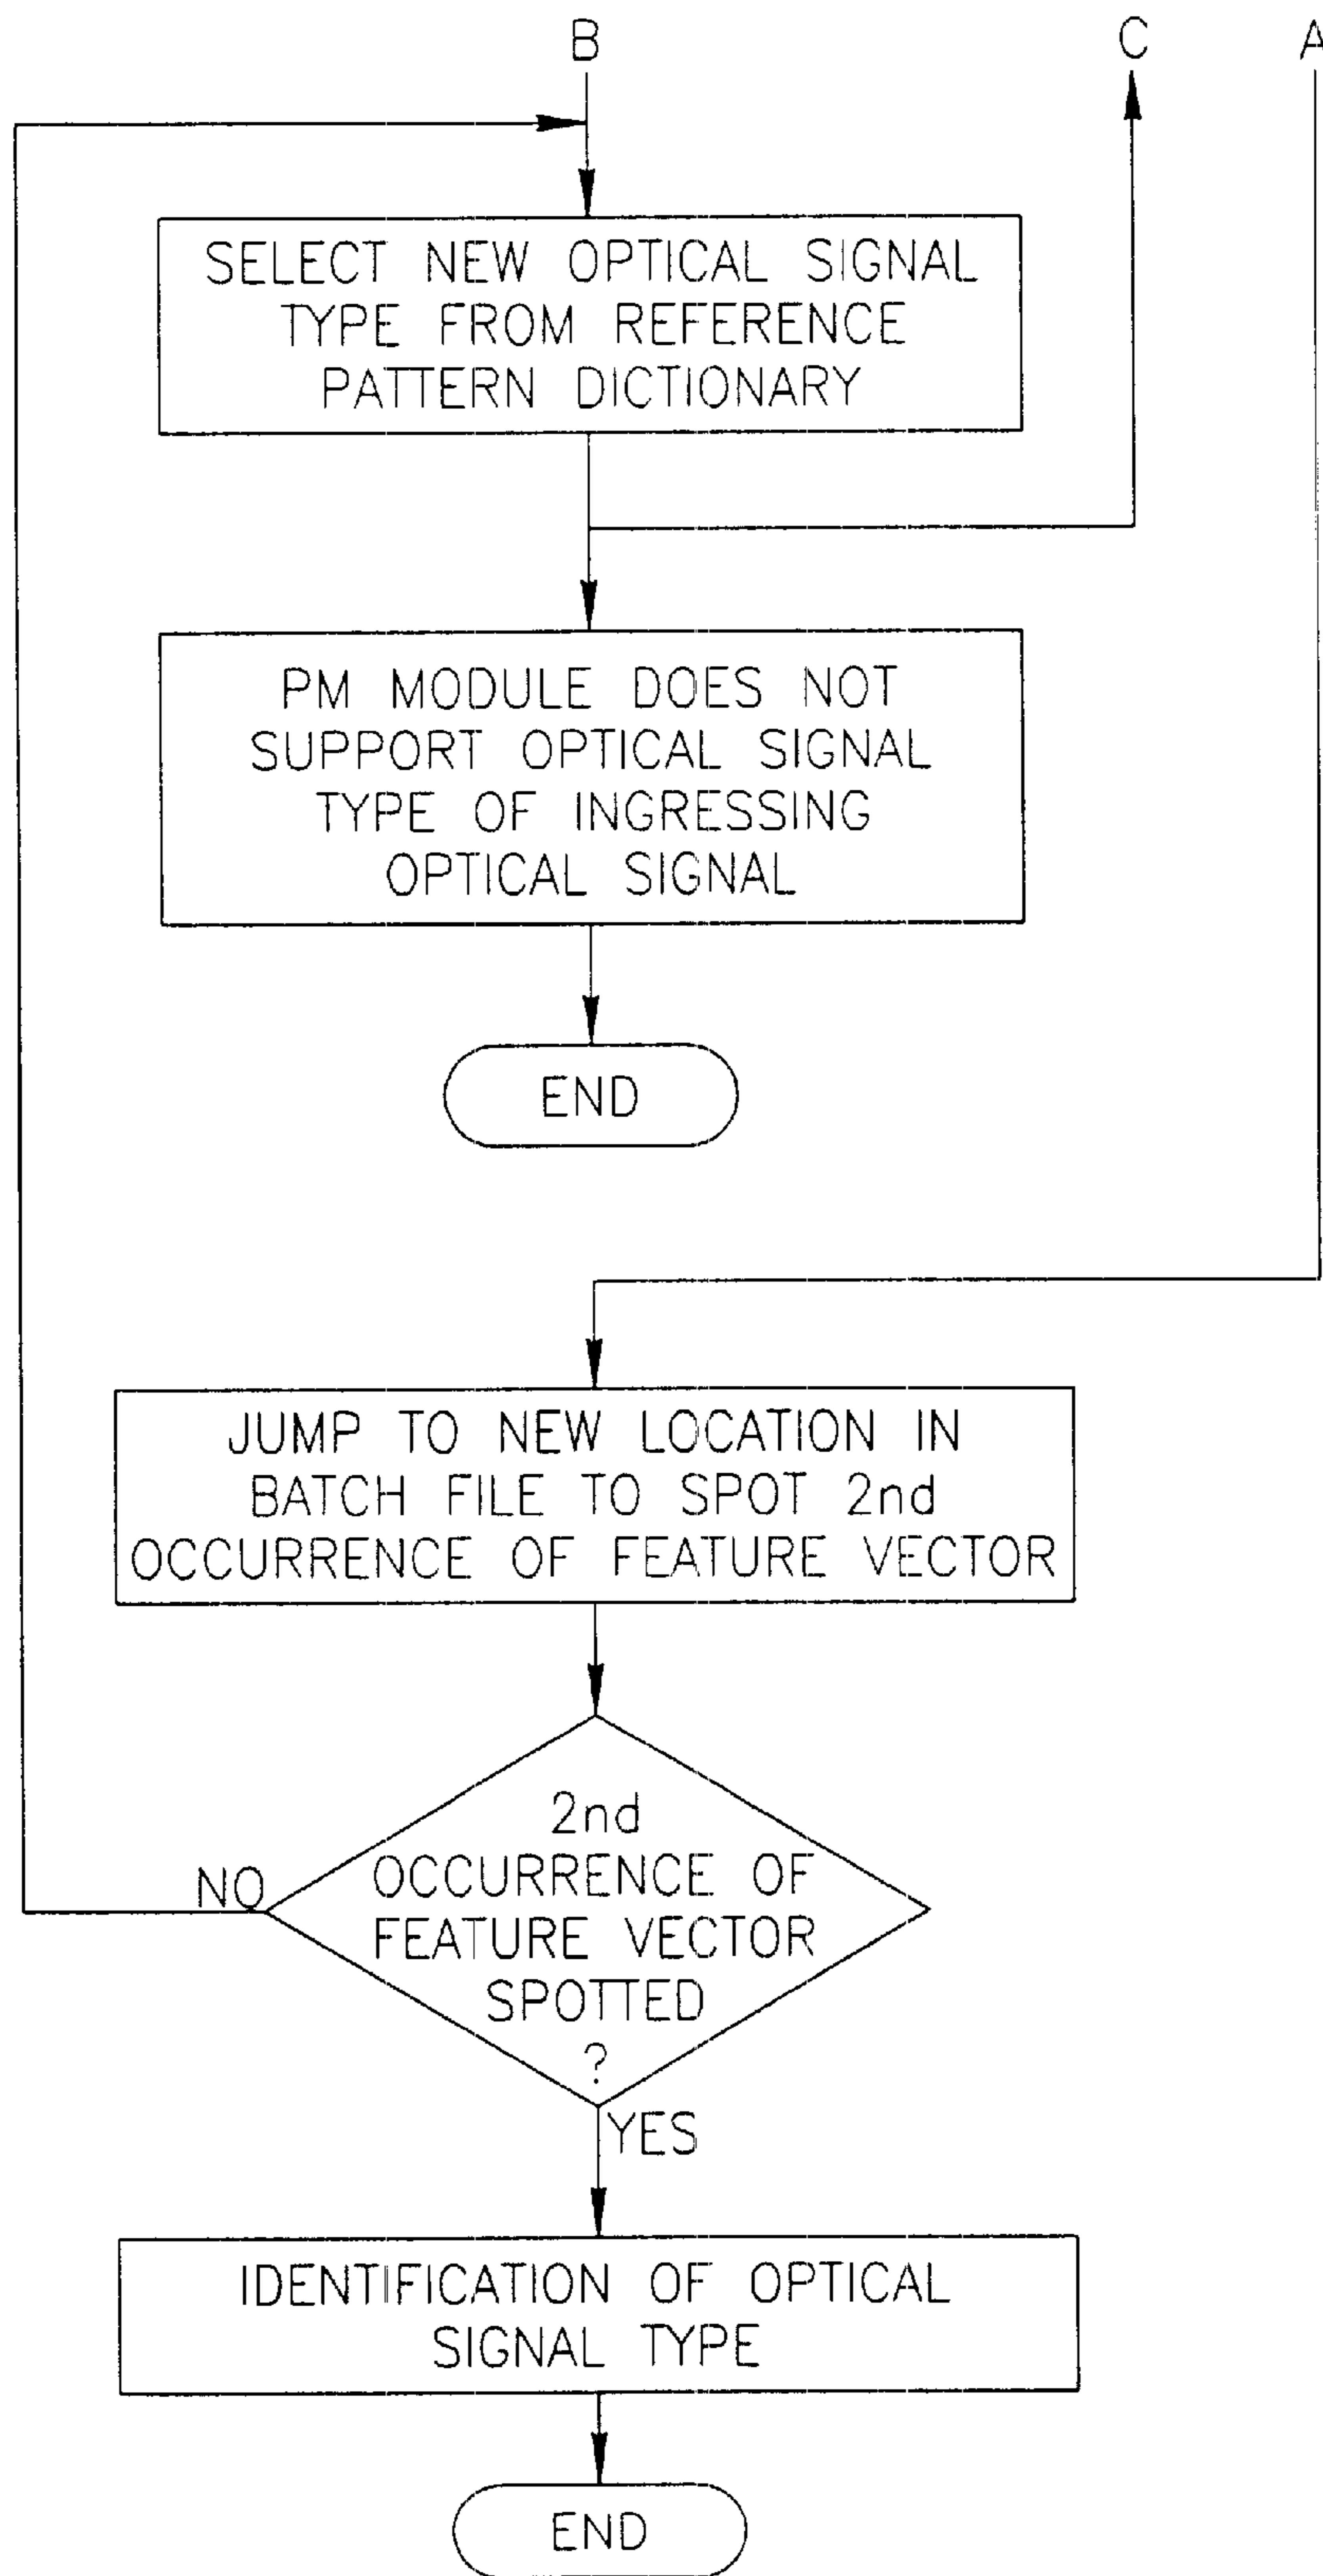 B
C
A
SELECT NEW OPTICAL SIGNAL
TYPE FROM REFERENCE
PATTERN DICTIONARY
PM MODULE DOES NOT
SUPPORT OPTICAL SIGNAL
TYPE OF INGRESSING
OPTICAL SIGNAL
END
JUMP TO NEW LOCATION IN
BATCH FILE TO SPOT 2nd
OCCURRENCE OF FEATURE VECTOR
2nd
OCCURRENCE OF
FEATURE VECTOR
SPOTTED
?
NO
YES
IDENTIFICATION OF OPTICAL
SIGNAL TYPE
END